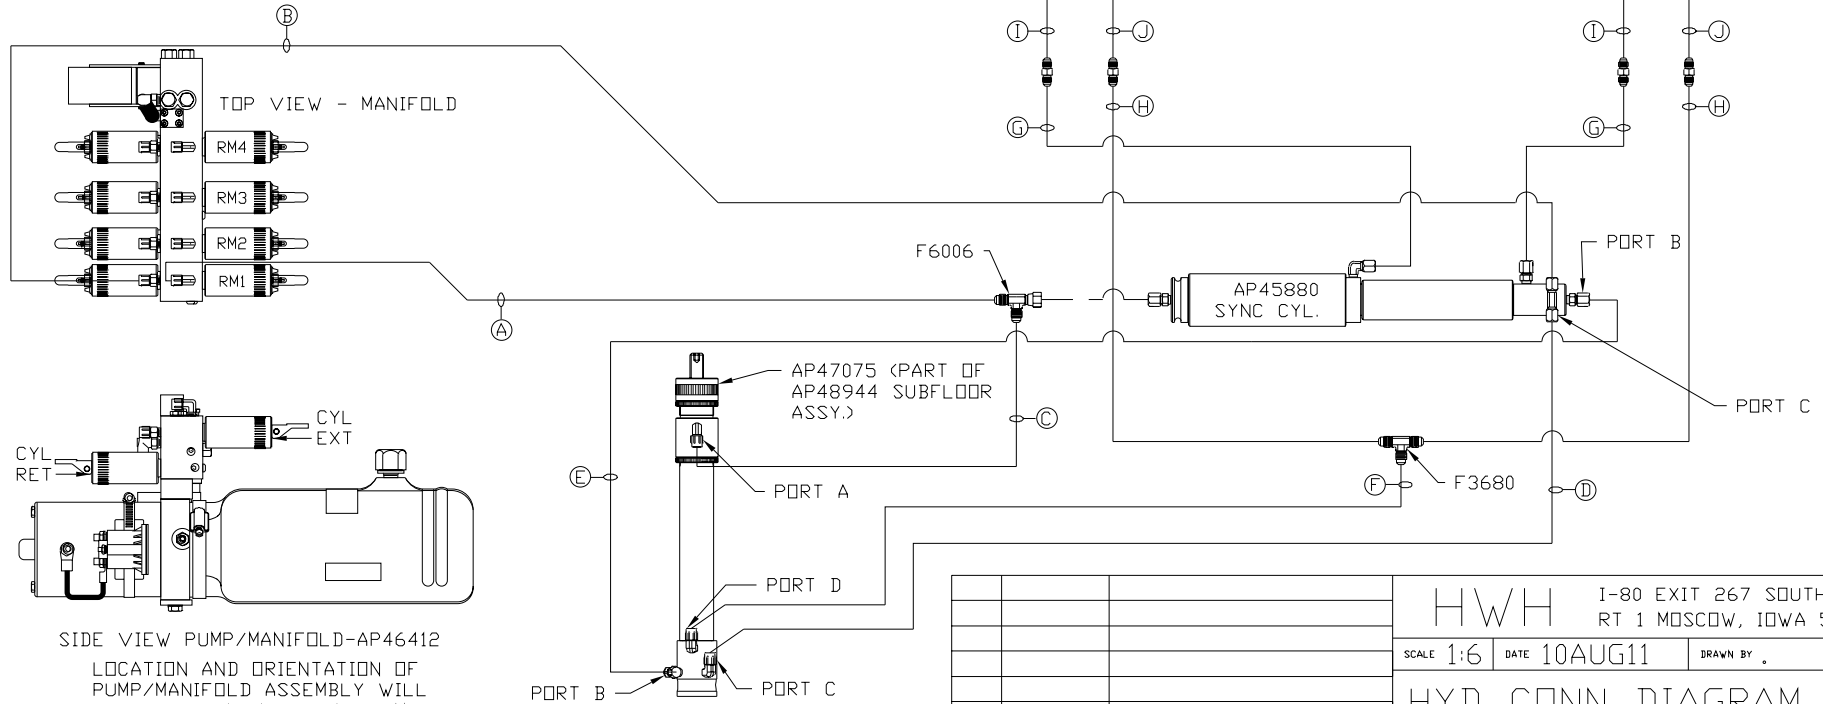 B
I
J
I
J
TOP VIEW - MANIFOLD
H
H
G
G
RM4
RM3
RM2
RM1
F6006
PORT B
AP45880
SYNC CYL.
A
AP47075 (PART OF
AP48944 SUBFLOOR
ASSY.)
PORT C
C
CYL
EXT
CYL
RET
E
PORT A
F
F3680
D
PORT D
HWH
I-80 EXIT 267 SOUTH
RT 1 MOSCOW, IOWA
SIDE VIEW PUMP/MANIFOLD-AP46412
LOCATION AND ORIENTATION OF
PUMP/MANIFOLD ASSEMBLY WILL
SCALE 1:6
DATE 10AUG11
DRAWN BY .
PORT B
PORT C
HYD. CONN. DIAGRAM